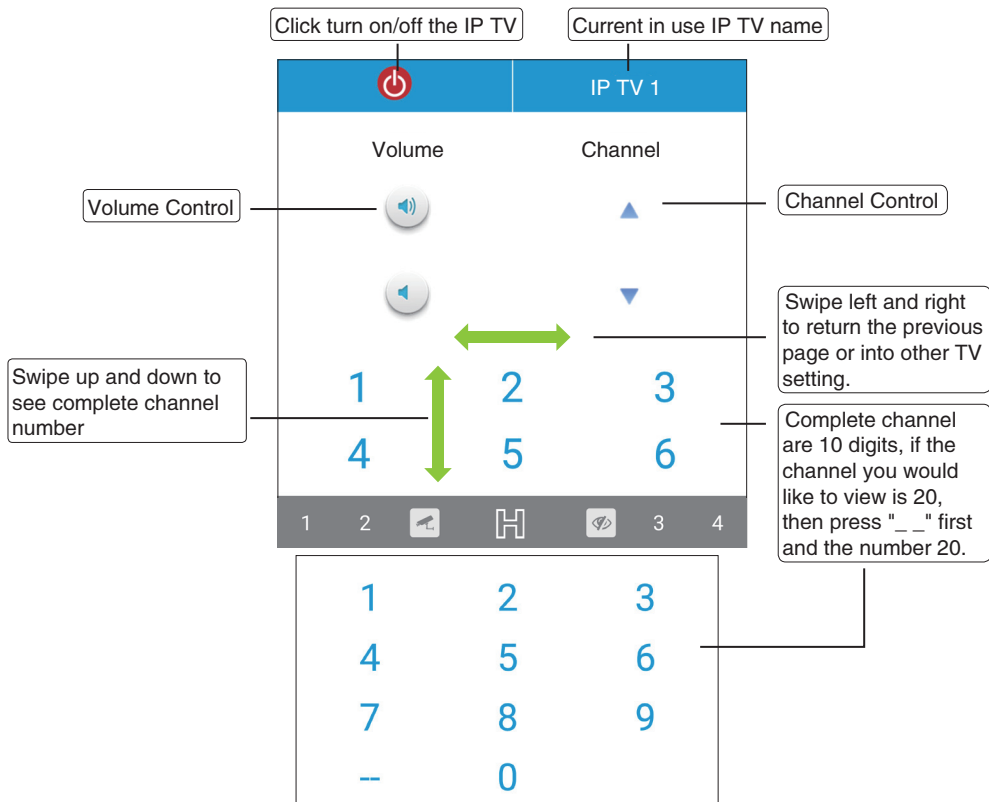 Click turn on/off the IP TV
Current in use IP TV name
IP TV 1
Volume
Channel
Volume Control
Channel Control
Swipe left and right
to return the previous
page or into other TV
setting.
Swipe up and down to
see complete channel
number
1 2 3
4 5 6
Complete channel
are 10 digits, if the
channel you would
like to view is 20,
then press "_ _" first
and the number 20.
1 2 H 3 4
1 2 3
4 5 6
7 8 9
-- 0